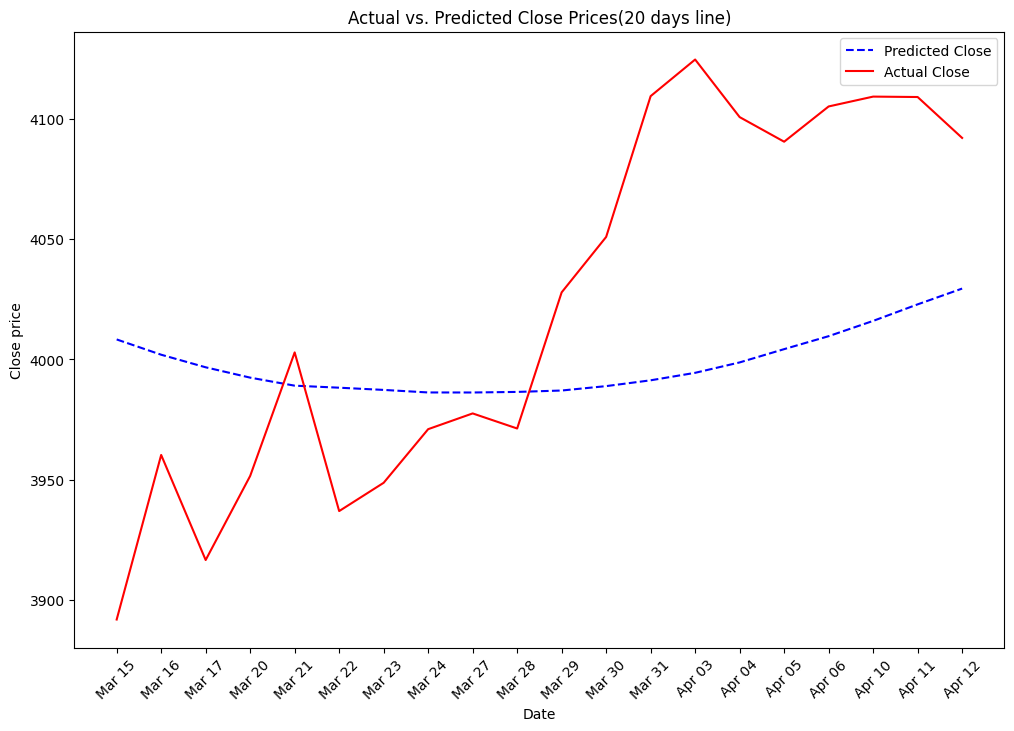 Actual vs. Predicted Close Prices(20 days line)
Predicted Close
Actual Close
Close price
4100
4050
4000
3950
3900
Mar 15
Mar 16
Mar 17
Mar 20
Mar 21
Mar 22
Mar 23
Mar 24
Mar 27
Mar 28
Mar 29
Mar 30
Mar 31
Apr 03
Apr 04
Apr 05
Apr 06
Apr 10
Apr 11
Apr 12
Date